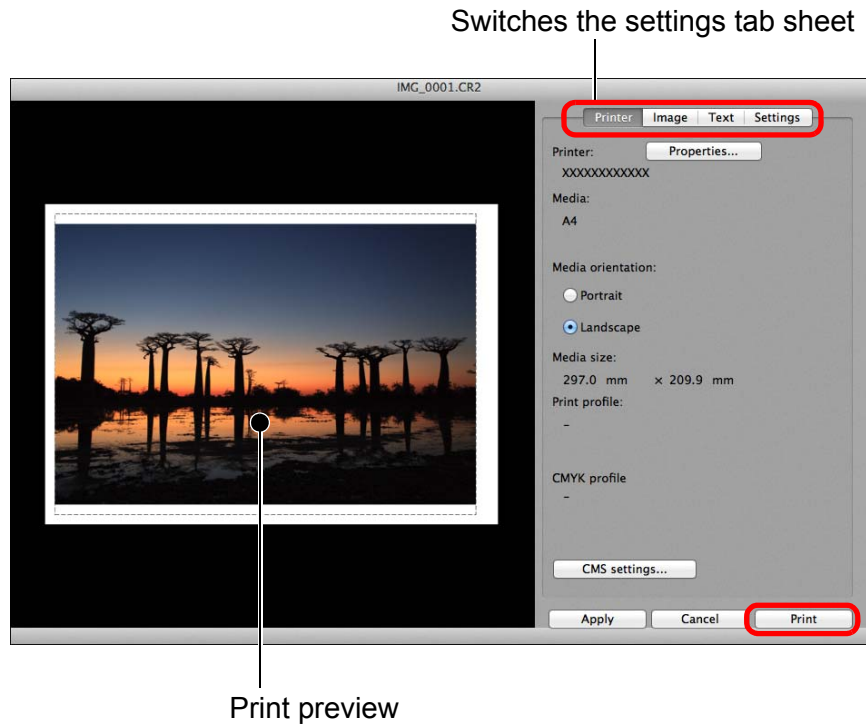 Switches the settings tab sheet
IMG_0001.CR2
Printer Image Text Settings
Printer: Properties...
XXXXXXXXXXXX
Media:
A4
Media orientation:
Portrait
Landscape
Media size:
297.0 mm × 209.9 mm
Print profile:
–
CMYK profile
–
CMS settings...
Apply Cancel Print
Print preview